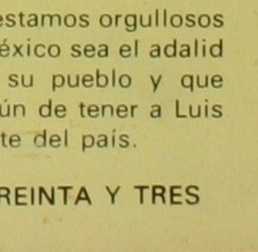 estamos orgullosos
éxico sea el adalid
su pueblo y que
ún de tener a Luis
te del país.
REINTA Y TRES